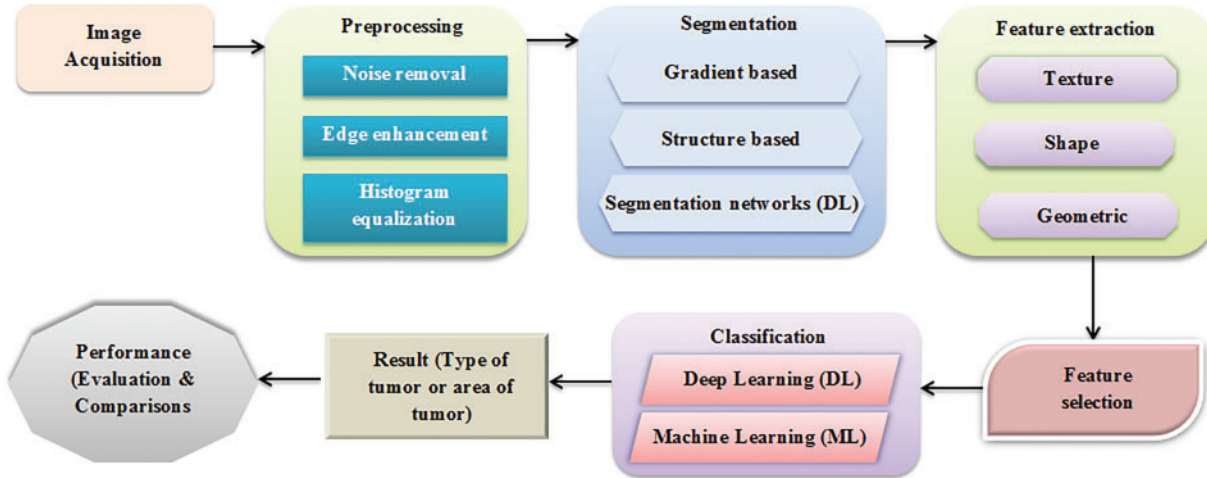 Image
Acquisition
Preprocessing
Noise removal
Edge enhancement
Histogram
equalization
Segmentation
Gradient based
Structure based
Segmentation networks (DL)
Feature extraction
Texture
Shape
Geometric
Feature
selection
Classification
Deep Learning (DL)
Machine Learning (ML)
Result (Type of
tumor or area of
tumor)
Performance
(Evaluation &
Comparisons